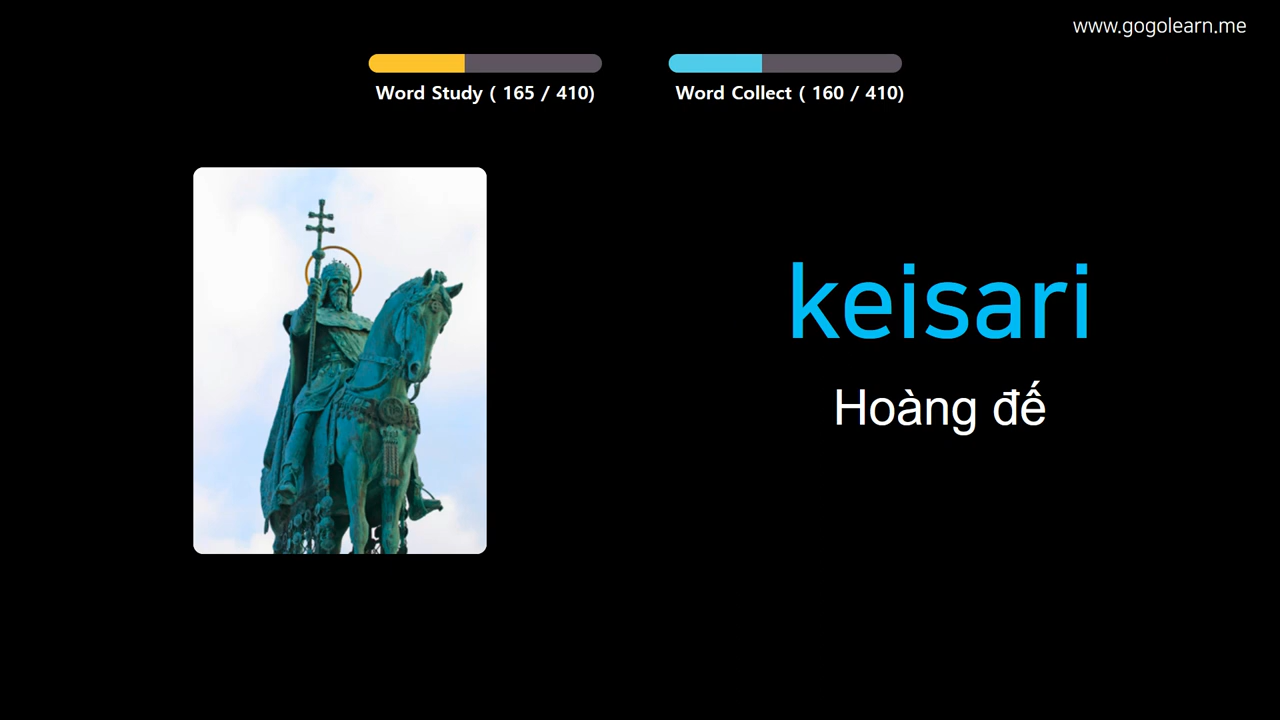 www.gogolearn.me
Word Study ( 165 / 410)
Word Collect ( 160 / 410)
keisari
Hoàng đế